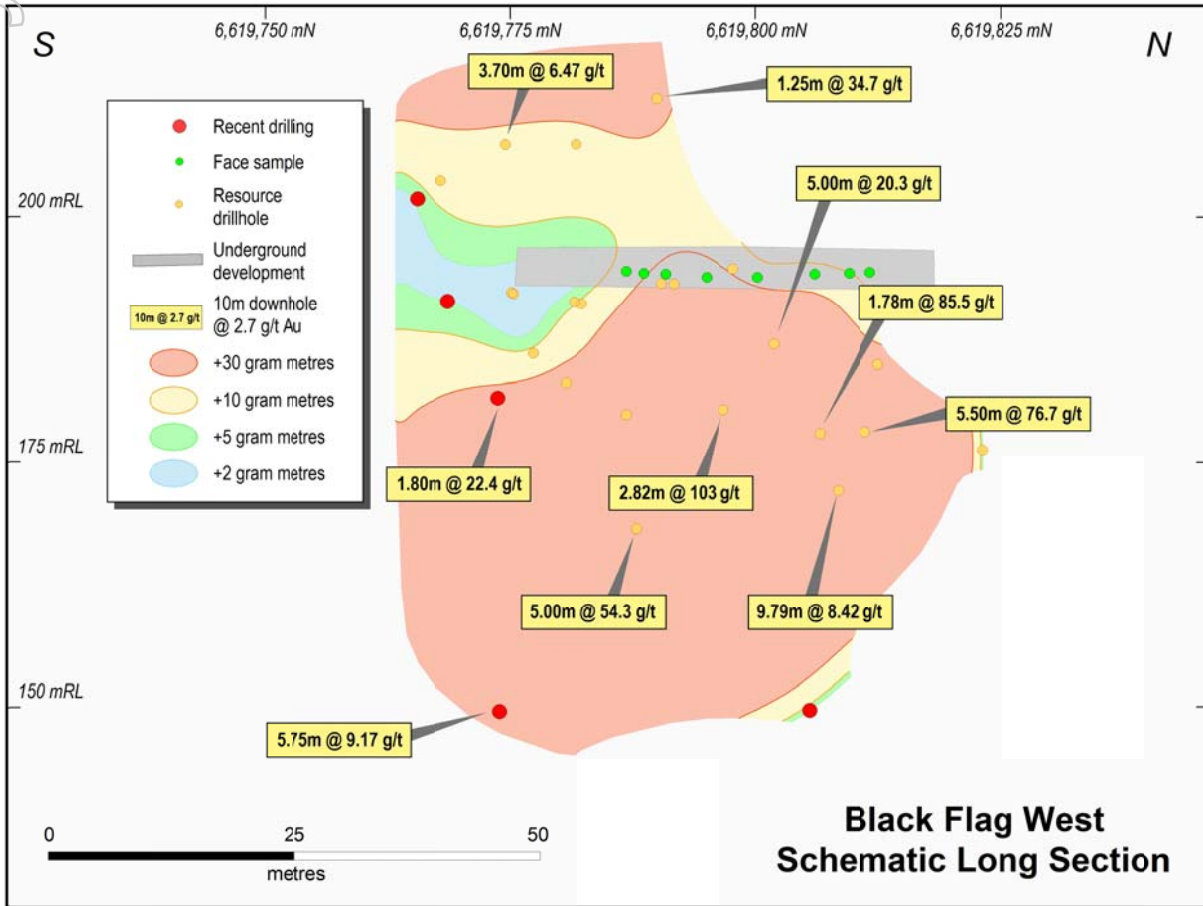 6,619,750 mN
6,619,775 mN
6,619,800 mN
6,619,825 mN
S
N
3.70m @ 6.47 g/t
1.25m @ 34.7 g/t
Recent drilling
Face sample
Resource
drillhole
Underground
development
10m @ 2.7 g/t
10m downhole
@ 2.7 g/t Au
+30 gram metres
+10 gram metres
+5 gram metres
+2 gram metres
200 mRL
5.00m @ 20.3 g/t
1.78m @ 85.5 g/t
5.50m @ 76.7 g/t
175 mRL
1.80m @ 22.4 g/t
2.82m @ 103 g/t
5.00m @ 54.3 g/t
9.79m @ 8.42 g/t
150 mRL
5.75m @ 9.17 g/t
0
25
50
metres
Black Flag West
Schematic Long Section